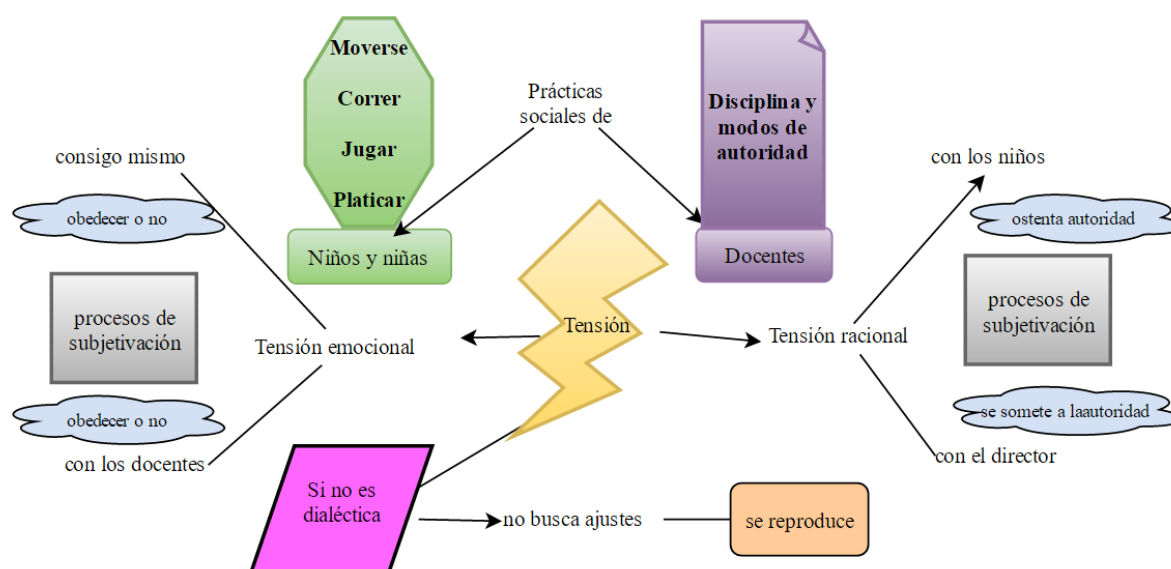 Moverse
Correr
Jugar
Platicar
Niños y niñas
Prácticas
sociales de
Disciplina y
modos de
autoridad
Docentes
consigo mismo
obedecer o no
procesos de
subjetivación
obedecer o no
con los docentes
Tensión emocional
Tensión
Tensión racional
con los niños
ostenta autoridad
procesos de
subjetivación
se somete a laautoridad
con el director
Si no es
dialéctica
no busca ajustes
se reproduce